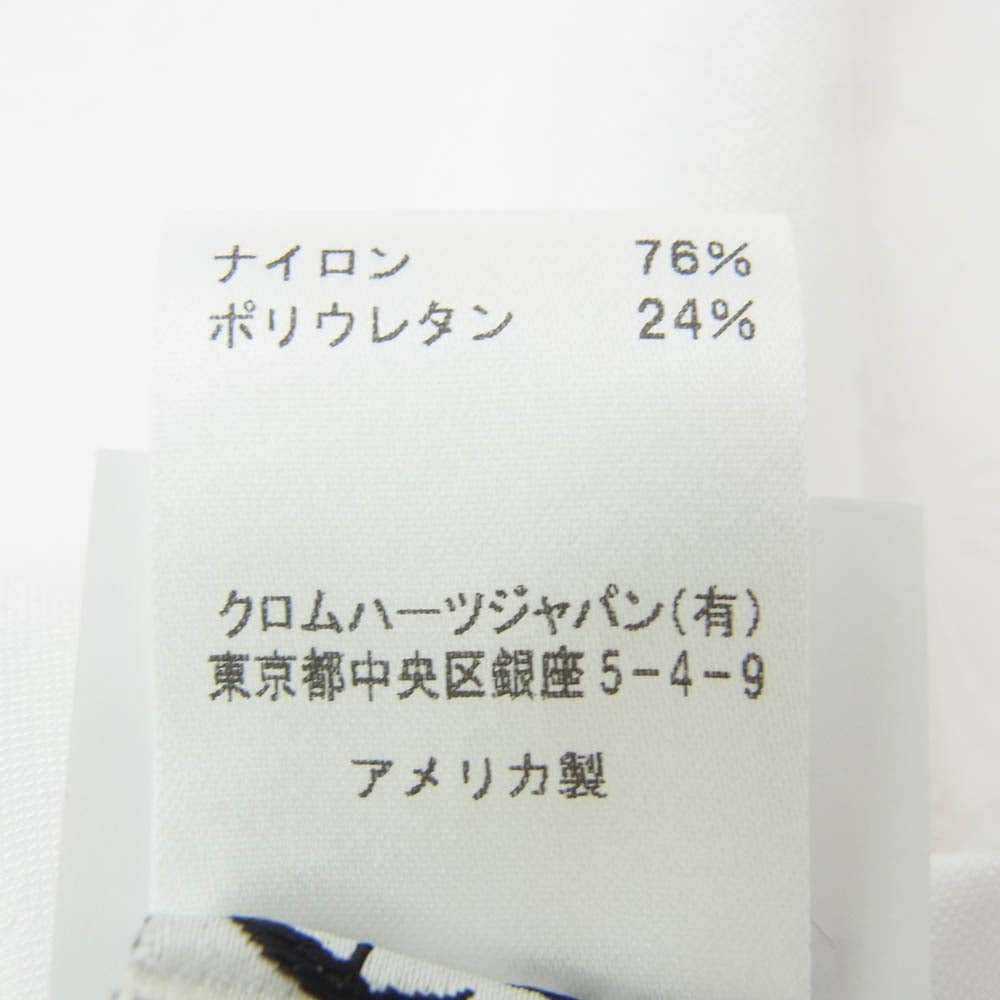 ナイロン 76%
ポリウレタン 24%
クロムハーツジャパン(有)
東京都中央区銀座5-4-9
アメリカ製